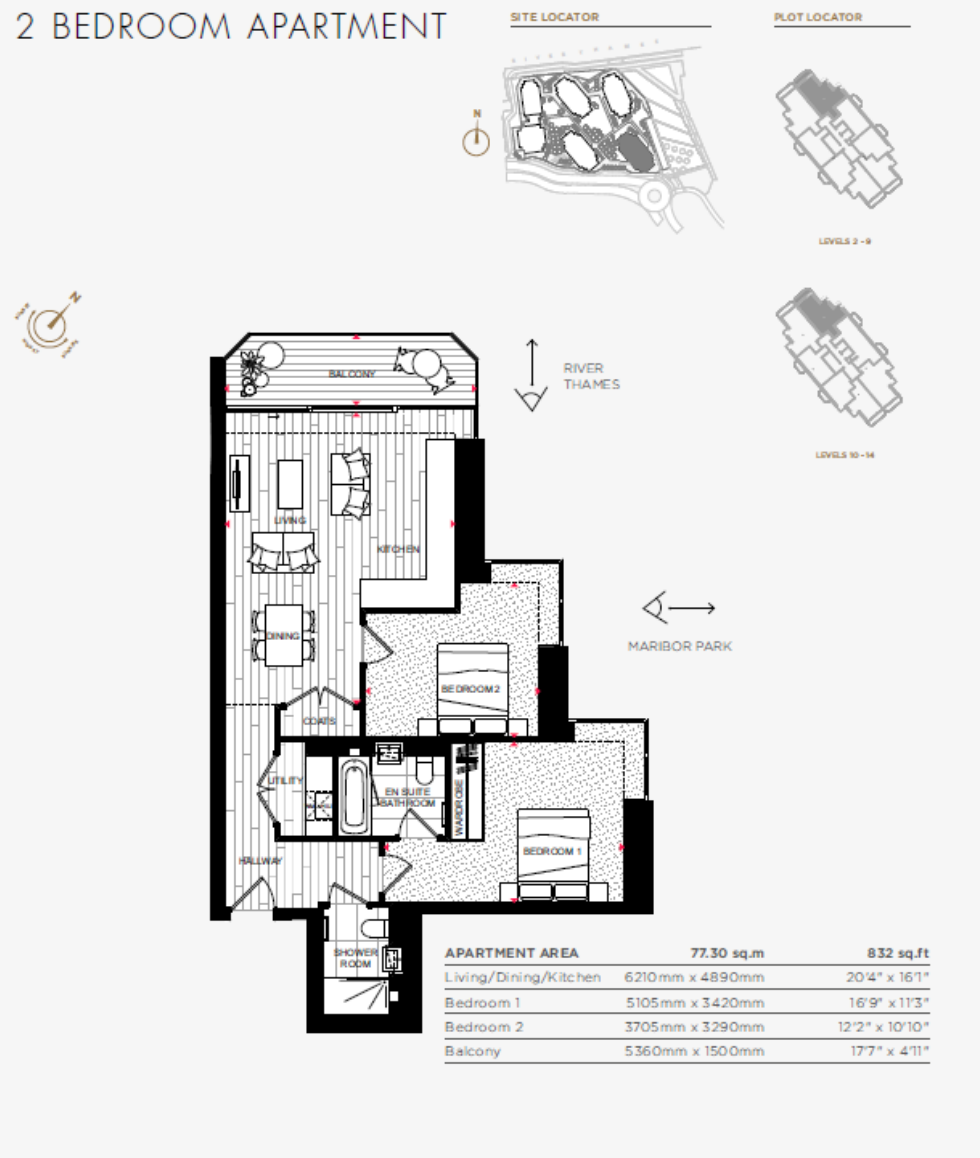 2 BEDROOM APARTMENT
SITE LOCATOR
PLOT LOCATOR
N
LEVELS 2 - 9
N
LEVELS 10 - 14
BALCONY
RIVER
THAMES
LIVING
KITCHEN
DINING
MARIBOR PARK
BEDROOM 2
COATS
UTILITY
EN SUITE
BATHROOM
WARDROBE
BEDROOM 1
HALLWAY
SHOWER
ROOM
APARTMENT AREA 77.30 sq.m 832 sq.ft
Living/Dining/Kitchen 6210mm x 4890mm 20'4" x 16'1"
Bedroom 1 5105mm x 3420mm 16'9" x 11'3"
Bedroom 2 3705mm x 3290mm 12'2" x 10'10"
Balcony 5360mm x 1500mm 17'7" x 4'11"